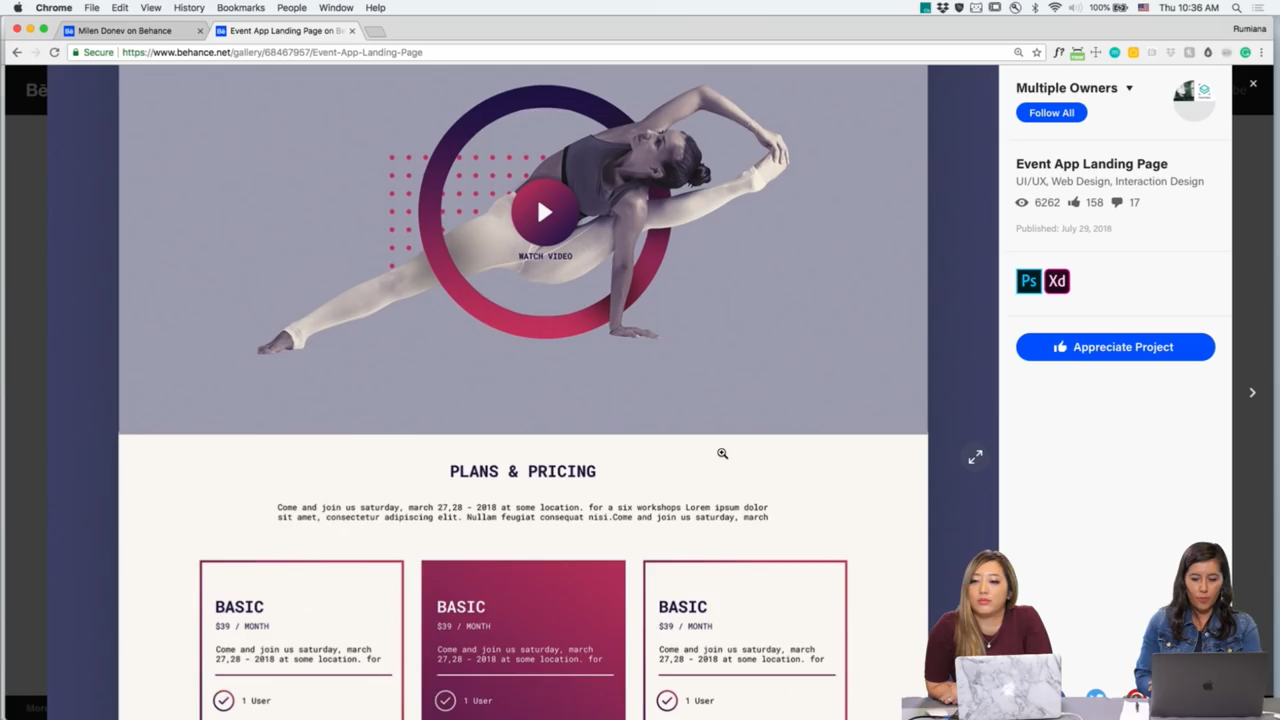 Chrome File Edit View History Bookmarks People Window Help
100% Thu 10:36 AM
Bē Milen Donev on Behance
Bē Event App Landing Page on Be
Rumiana
Secure https://www.behance.net/gallery/68467957/Event-App-Landing-Page
f?
Bē
Multiple Owners
Follow All
Event App Landing Page
UI/UX, Web Design, Interaction Design
6262 158 17
Published: July 29, 2018
Ps Xd
Appreciate Project
WATCH VIDEO
PLANS & PRICING
Come and join us saturday, march 27,28 - 2018 at some location. for a six workshops Lorem ipsum dolor
sit amet, consectetur adipiscing elit. Nullam feugiat consequat nisi.Come and join us saturday, march
BASIC
$39 / MONTH
Come and join us saturday, march
27,28 - 2018 at some location. for
1 User
BASIC
$39 / MONTH
Come and join us saturday, march
27,28 - 2018 at some location. for
1 User
BASIC
$39 / MONTH
Come and join us saturday, march
27,28 - 2018 at some location. for
1 User